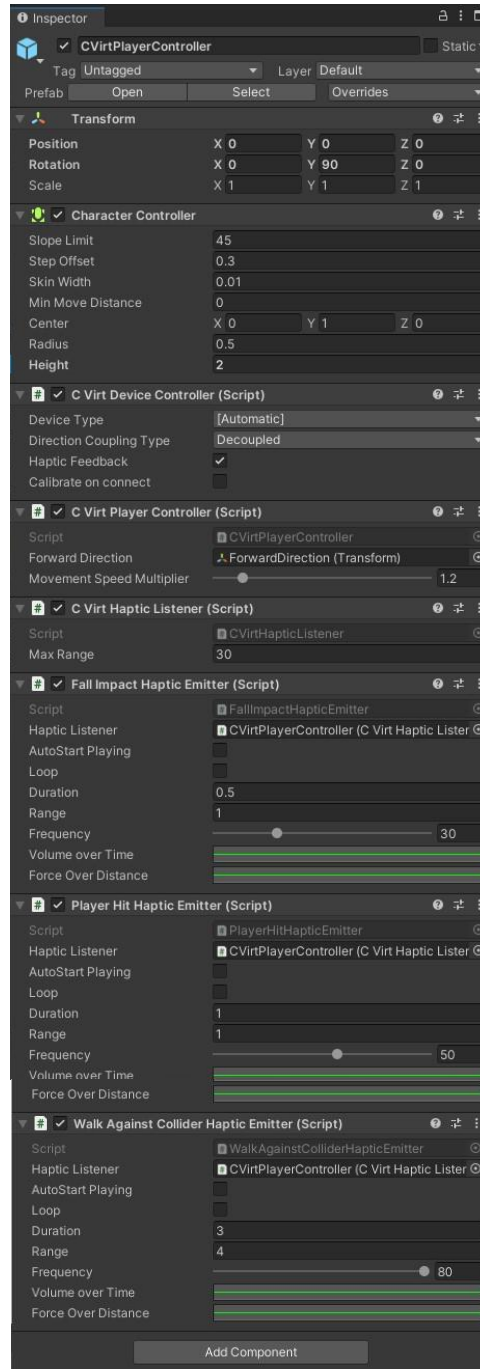 Inspector
CVirtPlayerController Static
Tag Untagged Layer Default
Prefab Open Select Overrides
Transform
Position X 0 Y 0 Z 0
Rotation X 0 Y 90 Z 0
Scale X 1 Y 1 Z 1
Character Controller
Slope Limit 45
Step Offset 0.3
Skin Width 0.01
Min Move Distance 0
Center X 0 Y 1 Z 0
Radius 0.5
Height 2
# C Virt Device Controller (Script)
Device Type [Automatic]
Direction Coupling Type Decoupled
Haptic Feedback
Calibrate on connect
# C Virt Player Controller (Script)
Script # CVirtPlayerController
Forward Direction ForwardDirection (Transform)
Movement Speed Multiplier 1.2
# C Virt Haptic Listener (Script)
Script # CVirtHapticListener
Max Range 30
# Fall Impact Haptic Emitter (Script)
Script # FallImpactHapticEmitter
Haptic Listener # CVirtPlayerController (C Virt Haptic Lister
AutoStart Playing
Loop
Duration 0.5
Range 1
Frequency 30
Volume over Time
Force Over Distance
# Player Hit Haptic Emitter (Script)
Script # PlayerHitHapticEmitter
Haptic Listener # CVirtPlayerController (C Virt Haptic Lister
AutoStart Playing
Loop
Duration 1
Range 1
Frequency 50
Volume over Time
Force Over Distance
# Walk Against Collider Haptic Emitter (Script)
Script # WalkAgainstColliderHapticEmitter
Haptic Listener # CVirtPlayerController (C Virt Haptic Lister
AutoStart Playing
Loop
Duration 3
Range 4
Frequency 80
Volume over Time
Force Over Distance
Add Component